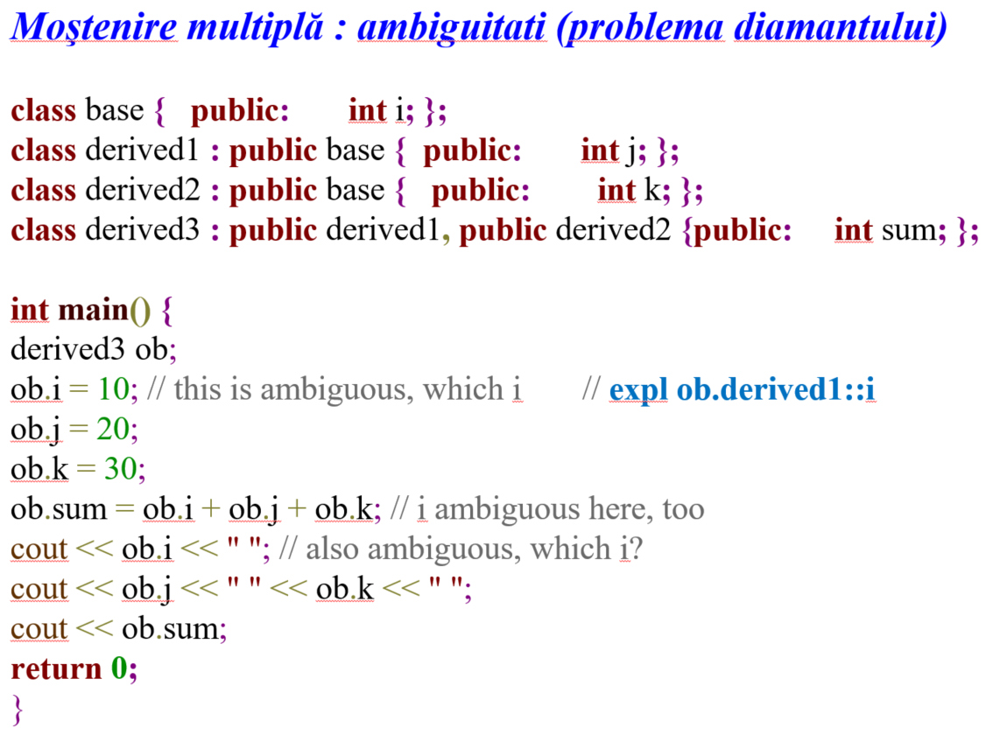 Moştenire multiplă : ambiguitati (problema diamantului)
class base { public: int i; };
class derived1 : public base { public: int j; };
class derived2 : public base { public: int k; };
class derived3 : public derived1, public derived2 {public: int sum; };
int main() {
derived3 ob;
ob.i = 10; // this is ambiguous, which i // expl ob.derived1::i
ob.j = 20;
ob.k = 30;
ob.sum = ob.i + ob.j + ob.k; // i ambiguous here, too
cout << ob.i << " "; // also ambiguous, which i?
cout << ob.j << " " << ob.k << " ";
cout << ob.sum;
return 0;
}